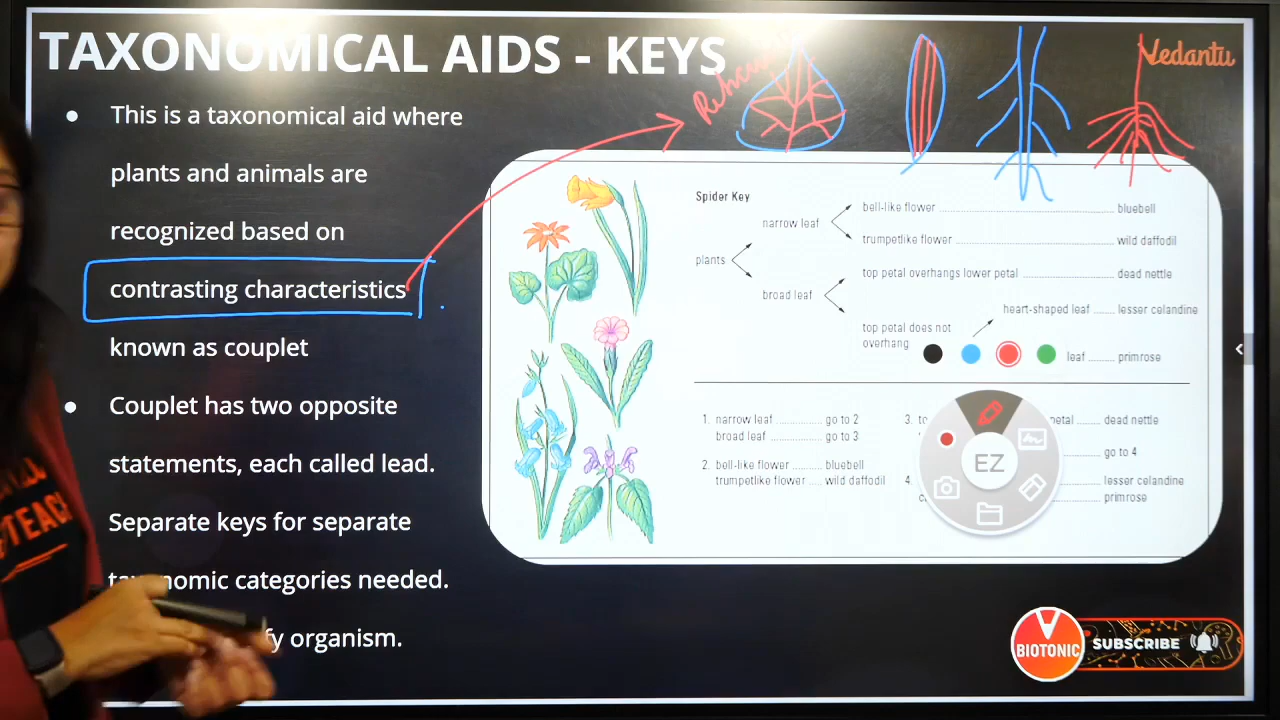 TAXONOMICAL AIDS - KEYS
Vedantu
● This is a taxonomical aid where
plants and animals are
recognized based on
contrasting characteristics
known as couplet
● Couplet has two opposite
statements, each called lead.
Separate keys for separate
categories needed.
organism.
Spider Key
plants
narrow leaf
bell-like flower bluebell
trumpetlike flower wild daffodil
broad leaf
top petal overhangs lower petal dead nettle
top petal does not
overhang
heart-shaped leaf lesser celandine
leaf primrose
1. narrow leaf go to 2
broad leaf go to 3
2. bell-like flower bluebell
trumpetlike flower wild daffodil
3. dead nettle
go to 4
4. lesser celandine
primrose
EZ
TEACH
BIOTONIC
SUBSCRIBE